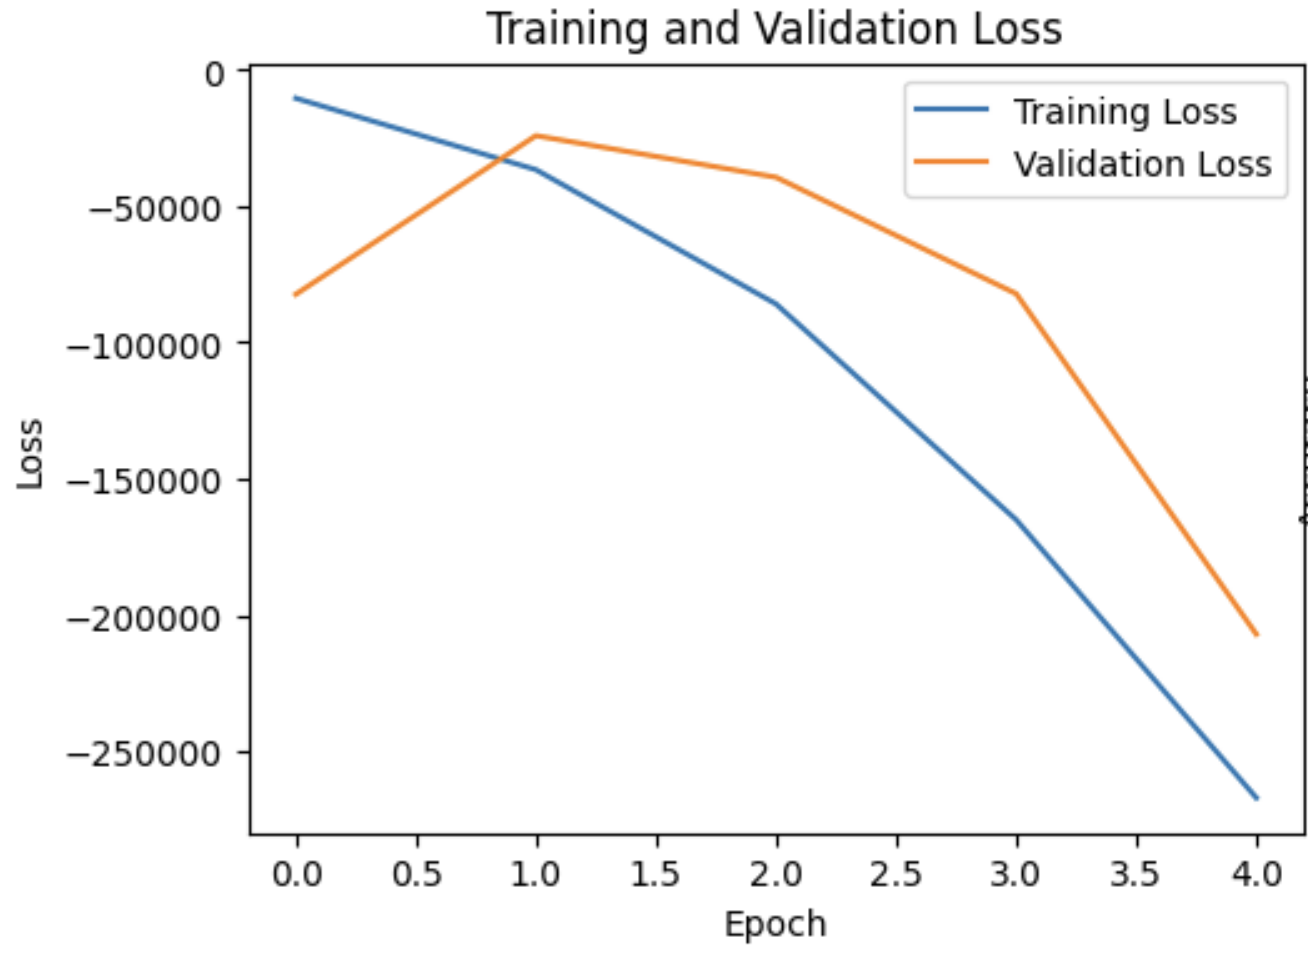 Training and Validation Loss
0
−50000
−100000
−150000
−200000
−250000
Loss
Training Loss
Validation Loss
0.0 0.5 1.0 1.5 2.0 2.5 3.0 3.5 4.0
Epoch